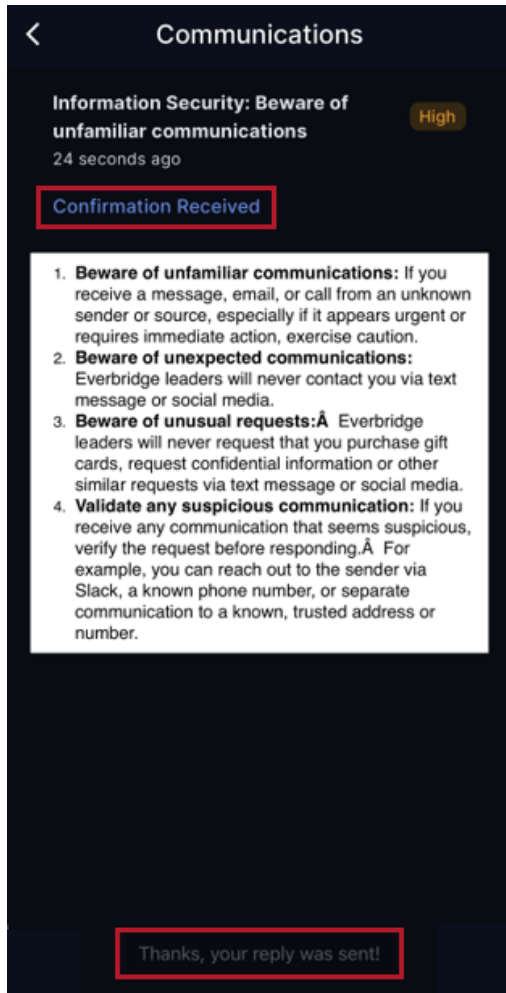 Communications
Information Security: Beware of
unfamiliar communications
High
24 seconds ago
Confirmation Received
1. Beware of unfamiliar communications: If you
receive a message, email, or call from an unknown
sender or source, especially if it appears urgent or
requires immediate action, exercise caution.
2. Beware of unexpected communications:
Everbridge leaders will never contact you via text
message or social media.
3. Beware of unusual requests:Â Everbridge
leaders will never request that you purchase gift
cards, request confidential information or other
similar requests via text message or social media.
4. Validate any suspicious communication: If you
receive any communication that seems suspicious,
verify the request before responding.Â For
example, you can reach out to the sender via
Slack, a known phone number, or separate
communication to a known, trusted address or
number.
Thanks, your reply was sent!